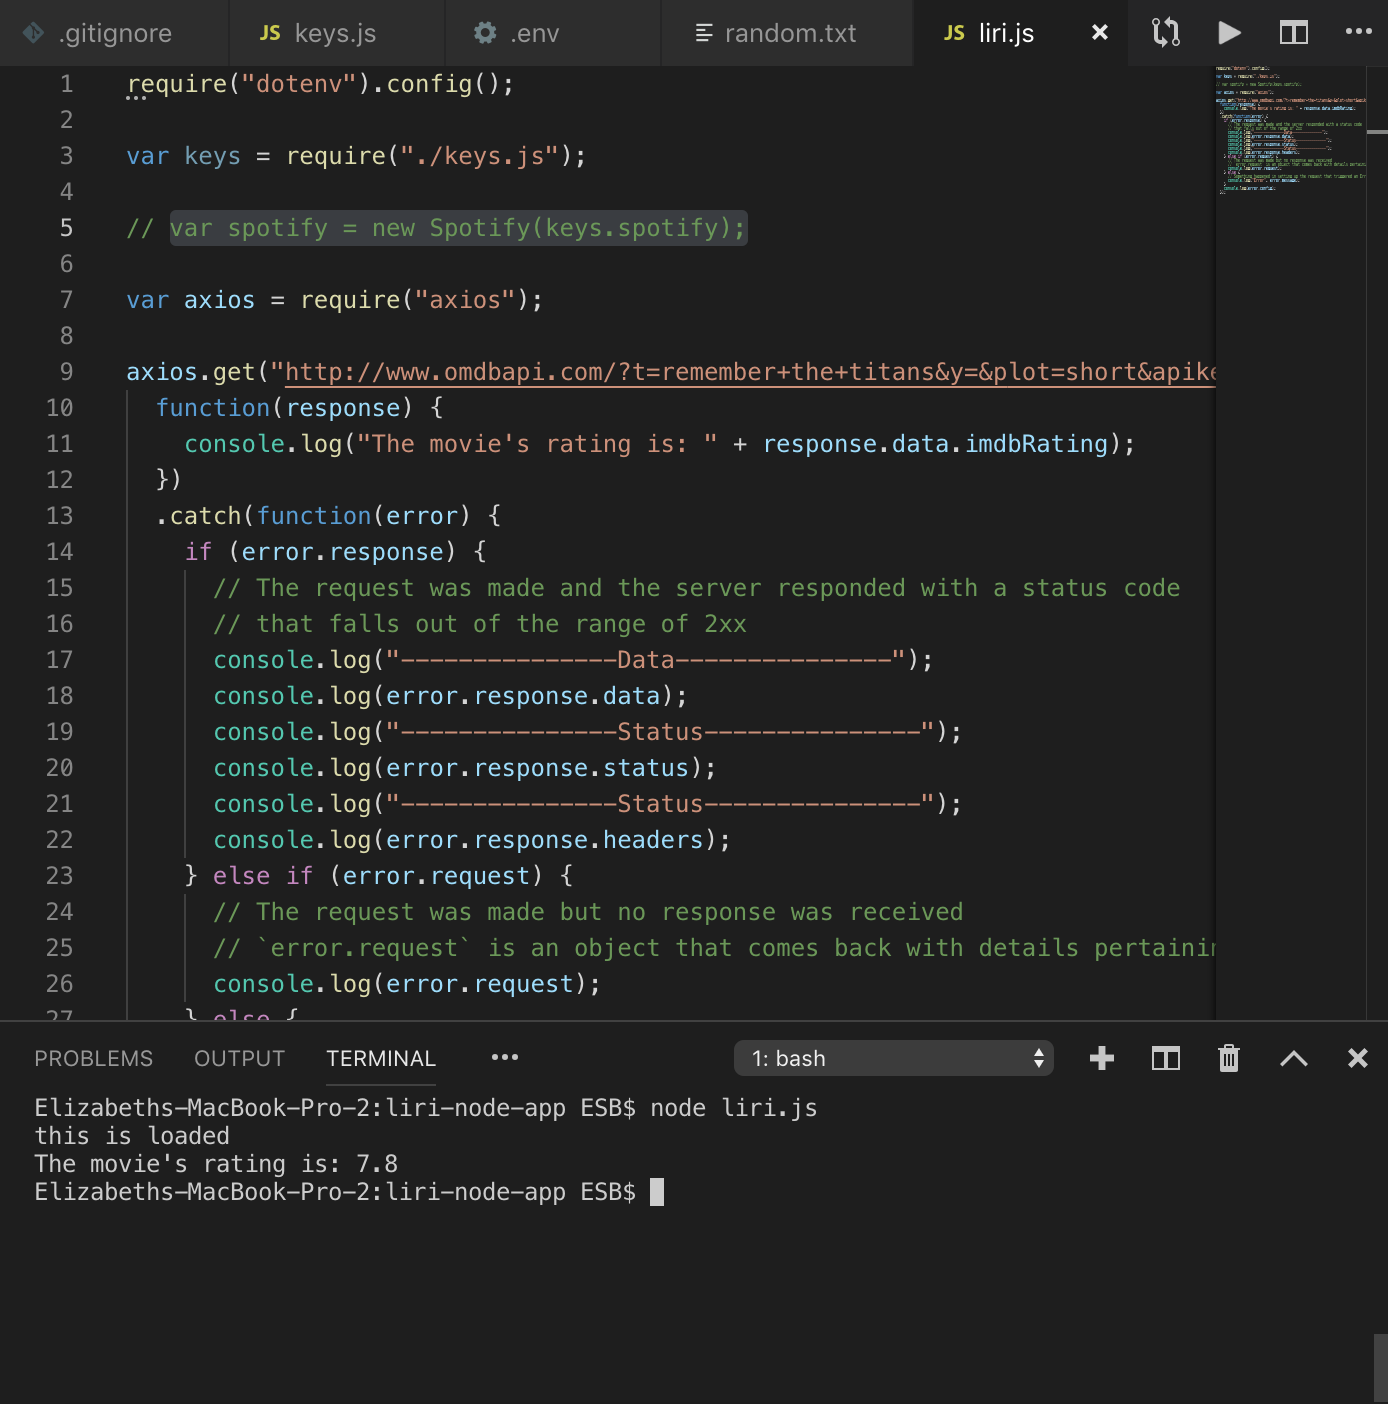 .gitignore
JS keys.js
.env
random.txt
JS liri.js
1 require("dotenv").config();
2
3 var keys = require("./keys.js");
4
5 // var spotify = new Spotify(keys.spotify);
6
7 var axios = require("axios");
8
9 axios.get("http://www.omdbapi.com/?t=remember+the+titans&y=&plot=short&apike
10 function(response) {
11 console.log("The movie's rating is: " + response.data.imdbRating);
12 })
13 .catch(function(error) {
14 if (error.response) {
15 // The request was made and the server responded with a status code
16 // that falls out of the range of 2xx
17 console.log("---------------Data---------------");
18 console.log(error.response.data);
19 console.log("---------------Status---------------");
20 console.log(error.response.status);
21 console.log("---------------Status---------------");
22 console.log(error.response.headers);
23 } else if (error.request) {
24 // The request was made but no response was received
25 // `error.request` is an object that comes back with details pertainin
26 console.log(error.request);
27 } else {
PROBLEMS OUTPUT TERMINAL
1: bash
Elizabeths-MacBook-Pro-2:liri-node-app ESB$ node liri.js
this is loaded
The movie's rating is: 7.8
Elizabeths-MacBook-Pro-2:liri-node-app ESB$